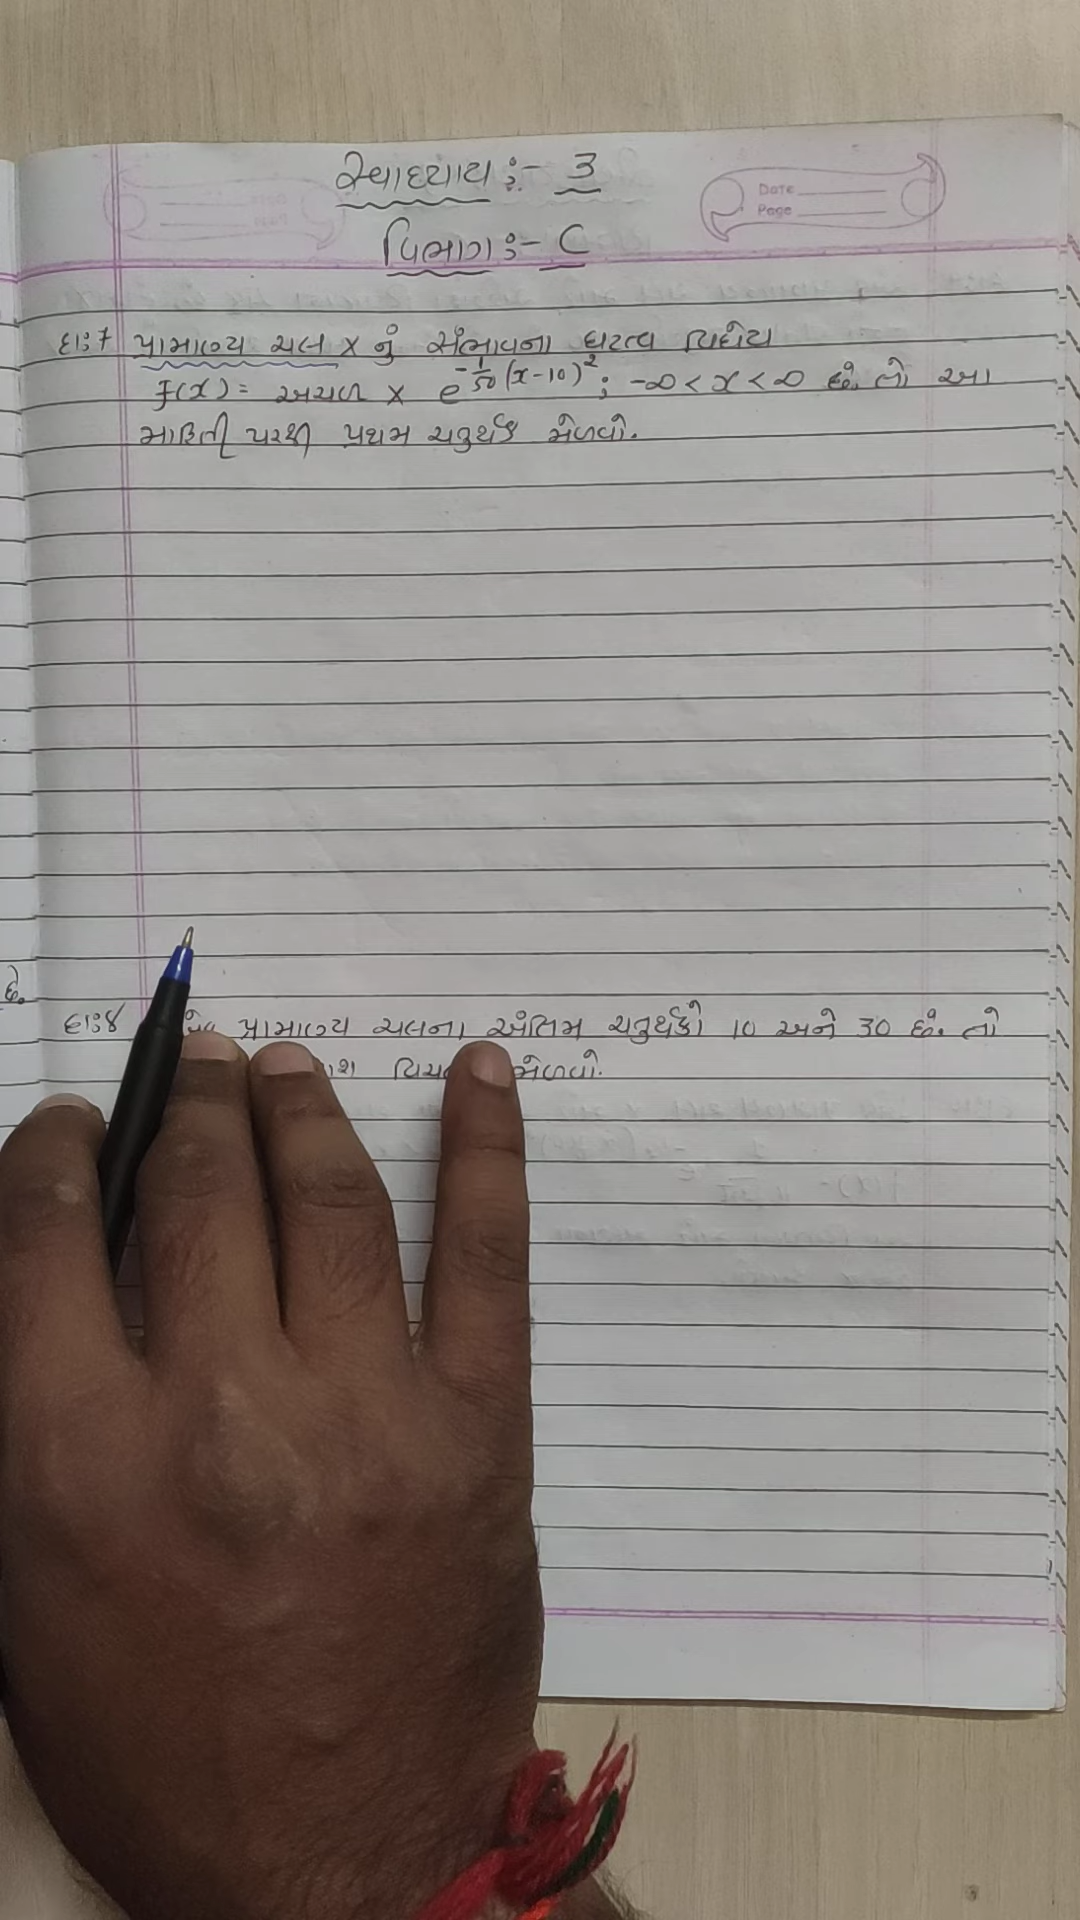 સ્વાધ્યાય :- 3
Date
Page
વિભાગ :- C
દા:7 પ્રામાણ્ય ચલ X નું સંભાવના ઘટત્વ વિધેય
f(x) = અચળ × e^{-1/50 (x-10)^2} ; -∞ < x < ∞ છે. તો આ
માહિતી પરથી પ્રથમ ચતુર્થક મેળવો.
છે.
દા:8 પ્રામાણ્ય ચલના અંતિમ ચતુર્થકો 10 અને 30 છે. તો
મેળવો.